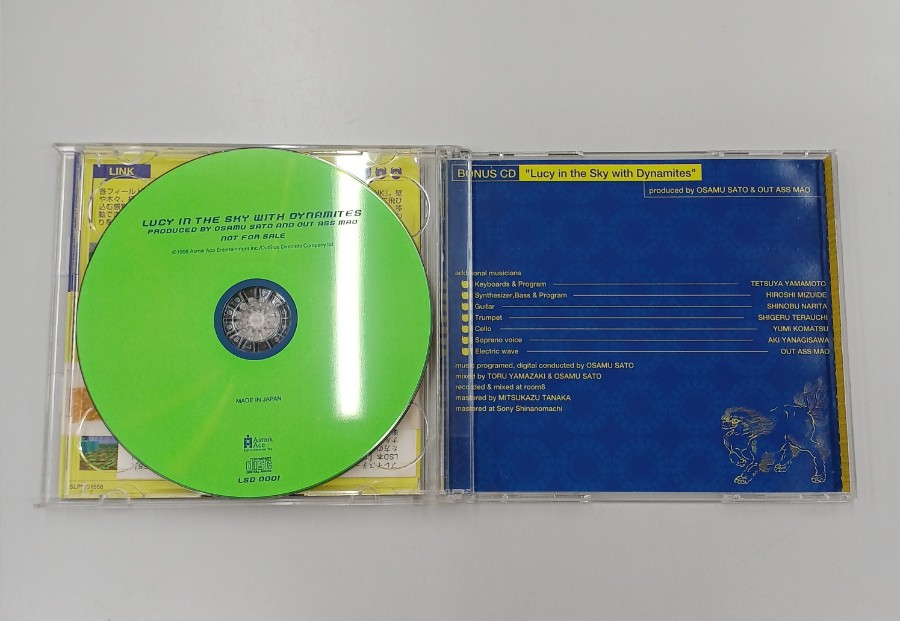 LINK
LUCY IN THE SKY WITH DYNAMITES
PRODUCED BY OSAMU SATO AND OUT ASS MAO
NOT FOR SALE
MADE IN JAPAN
Asmik
Ace
LSD 0001
BONUS CD "Lucy in the Sky with Dynamites"
produced by OSAMU SATO & OUT ASS MAO
additional musicians
Keyboards & Program TETSUYA YAMAMOTO
Synthesizer,Bass & Program HIROSHI MIZUIDE
Guitar SHINOBU NARITA
Trumpet SHIGERU TERAUCHI
Cello YUMI KOMATSU
Soprano voice AKI YANAGISAWA
Electric wave OUT ASS MAO
music programed, digital conducted by OSAMU SATO
mixed by TORU YAMAZAKI & OSAMU SATO
recorded & mixed at room8
mastered by MITSUKAZU TANAKA
mastered at Sony Shinanomachi